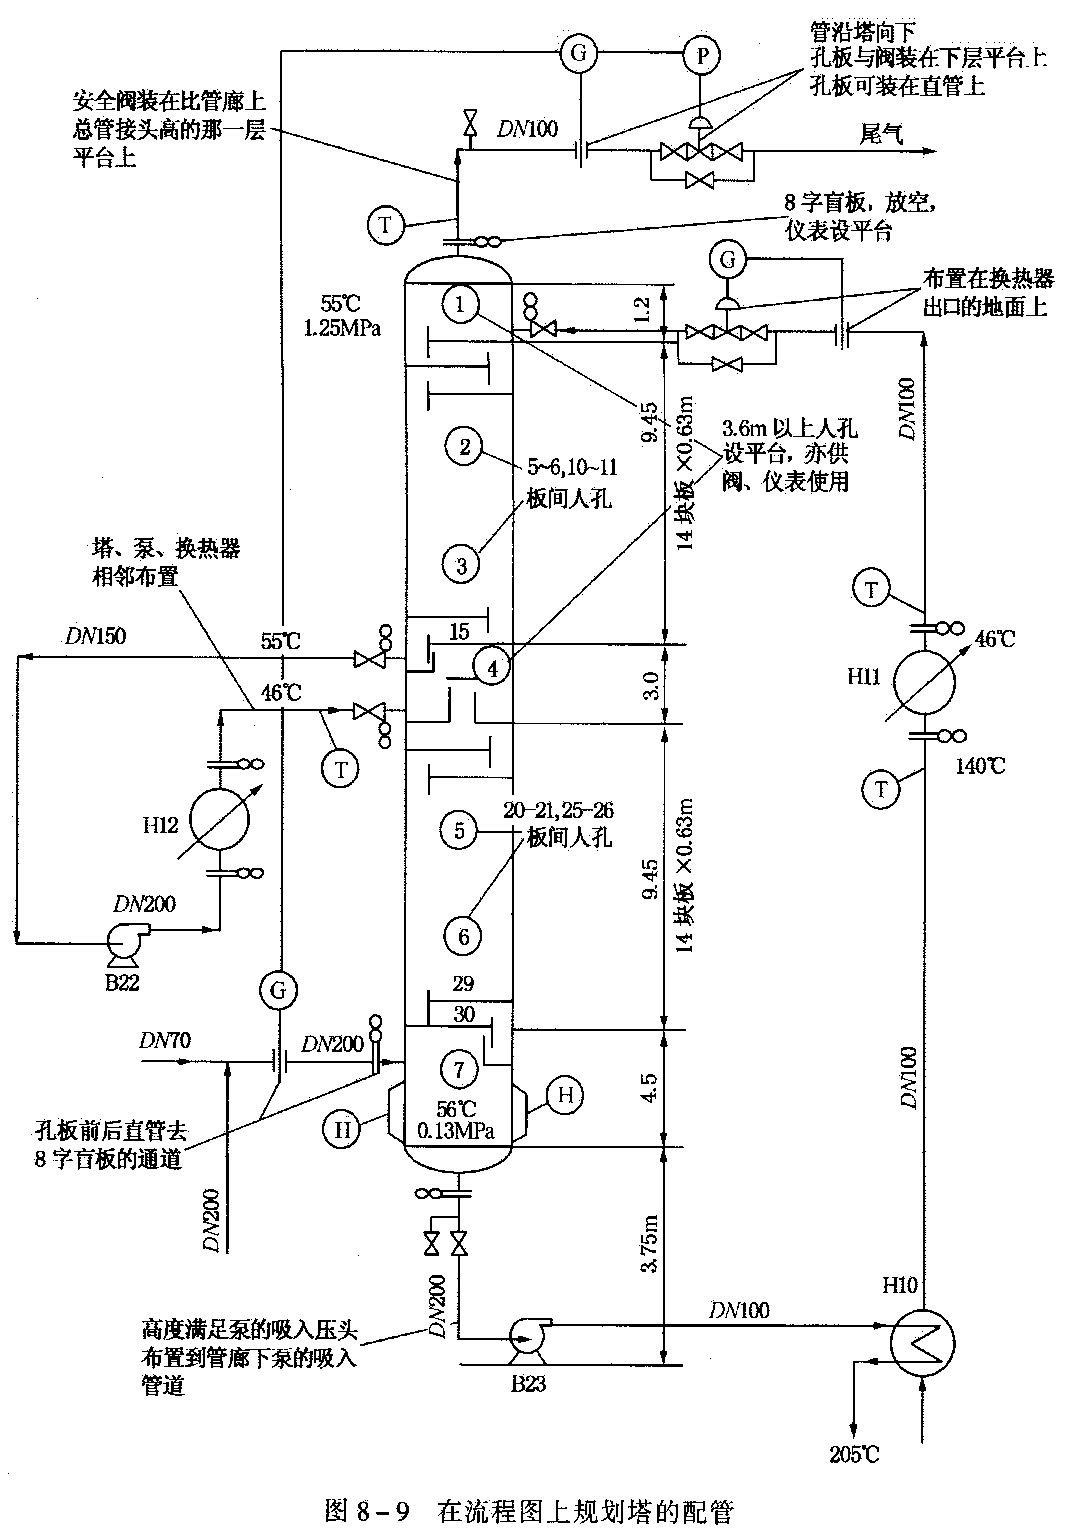 管沿塔向下
孔板与阀装在下层平台上
孔板可装在直管上
G
P
安全阀装在比管廊上
总管接头高的那一层
平台上
DN100
尾气
T
8字盲板，放空，
仪表设平台
G
布置在换热器
出口的地面上
55℃
1.25MPa
1
1.2
DN100
9.45
14块板×0.63m
3.6m以上人孔
设平台，亦供
阀、仪表使用
2
5~6,10~11
板间人孔
3
塔、泵、换热器
相邻布置
T
DN150
55℃
15
4
3.0
46℃
H11
46℃
T
T
140℃
H12
20-21,25-26
板间人孔
5
9.45
14块板×0.63m
6
DN200
B22
G
29
30
DN70
DN200
7
56℃
0.13MPa
H
H
4.5
DN100
孔板前后直管去
8字盲板的通道
DN200
3.75m
DN200
H10
DN100
高度满足泵的吸入压头
布置到管廊下泵的吸入
管道
B23
205℃
图8-9 在流程图上规划塔的配管